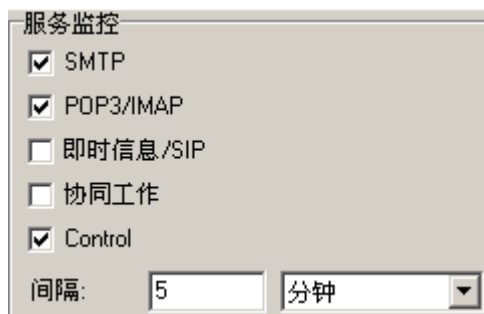 服务监控
SMTP
POP3/IMAP
即时信息/SIP
协同工作
Control
间隔: 5 分钟